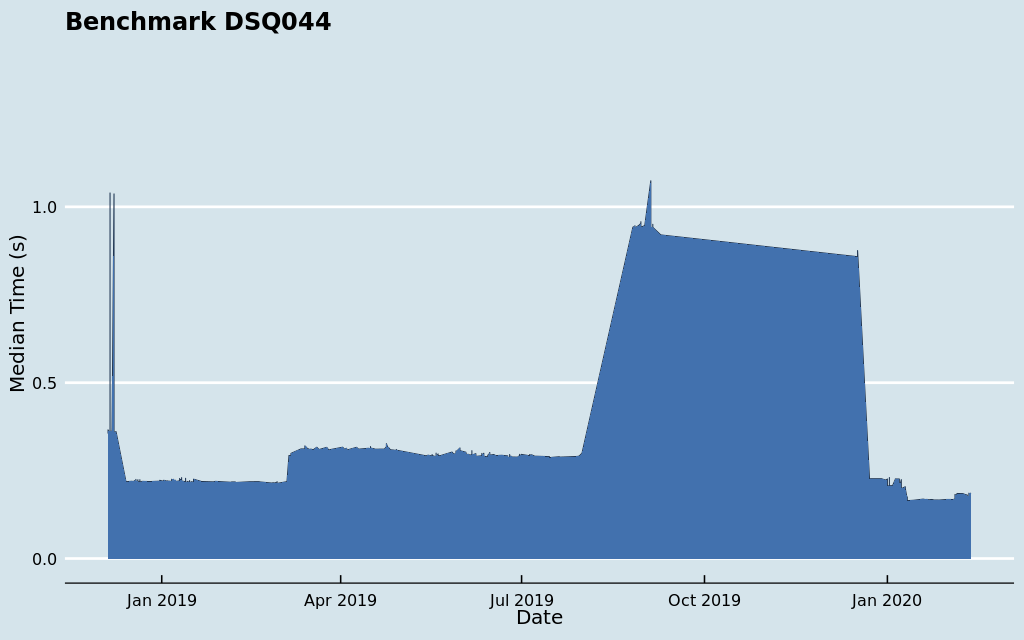 Benchmark DSQ044
Median Time (s)
1.0
0.5
0.0
Jan 2019
Apr 2019
Jul 2019
Oct 2019
Jan 2020
Date